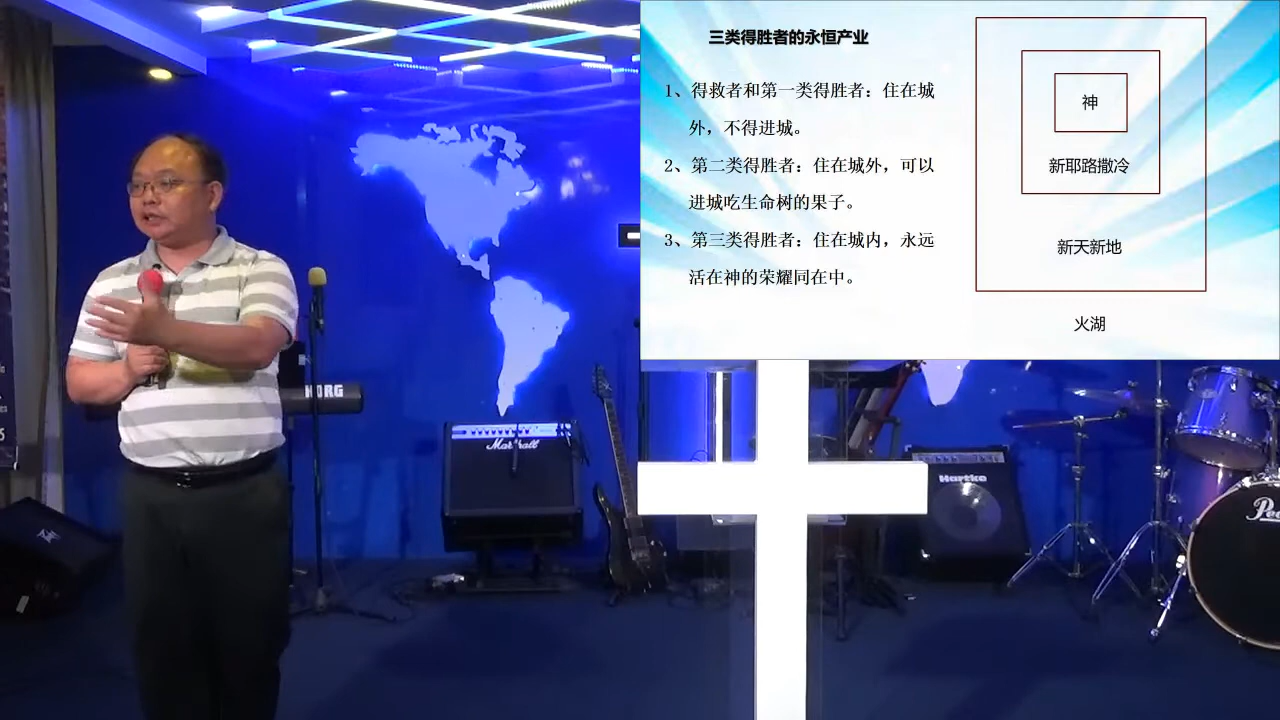 三类得胜者的永恒产业
1、得救者和第一类得胜者：住在城
外，不得进城。
2、第二类得胜者：住在城外，可以
进城吃生命树的果子。
3、第三类得胜者：住在城内，永远
活在神的荣耀同在中。
神
新耶路撒冷
新天新地
火湖
KORG
Marshall
Hartke